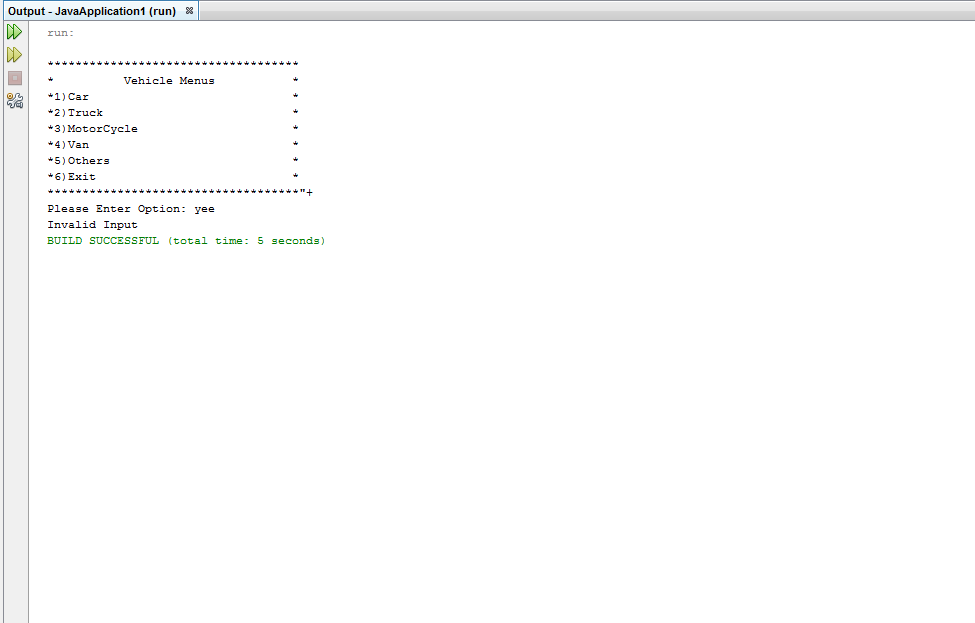 Output - JavaApplication1 (run)
run:
************************************
*          Vehicle Menus           *
*1)Car                             *
*2)Truck                           *
*3)MotorCycle                      *
*4)Van                             *
*5)Others                          *
*6)Exit                            *
************************************"+
Please Enter Option: yee
Invalid Input
BUILD SUCCESSFUL (total time: 5 seconds)